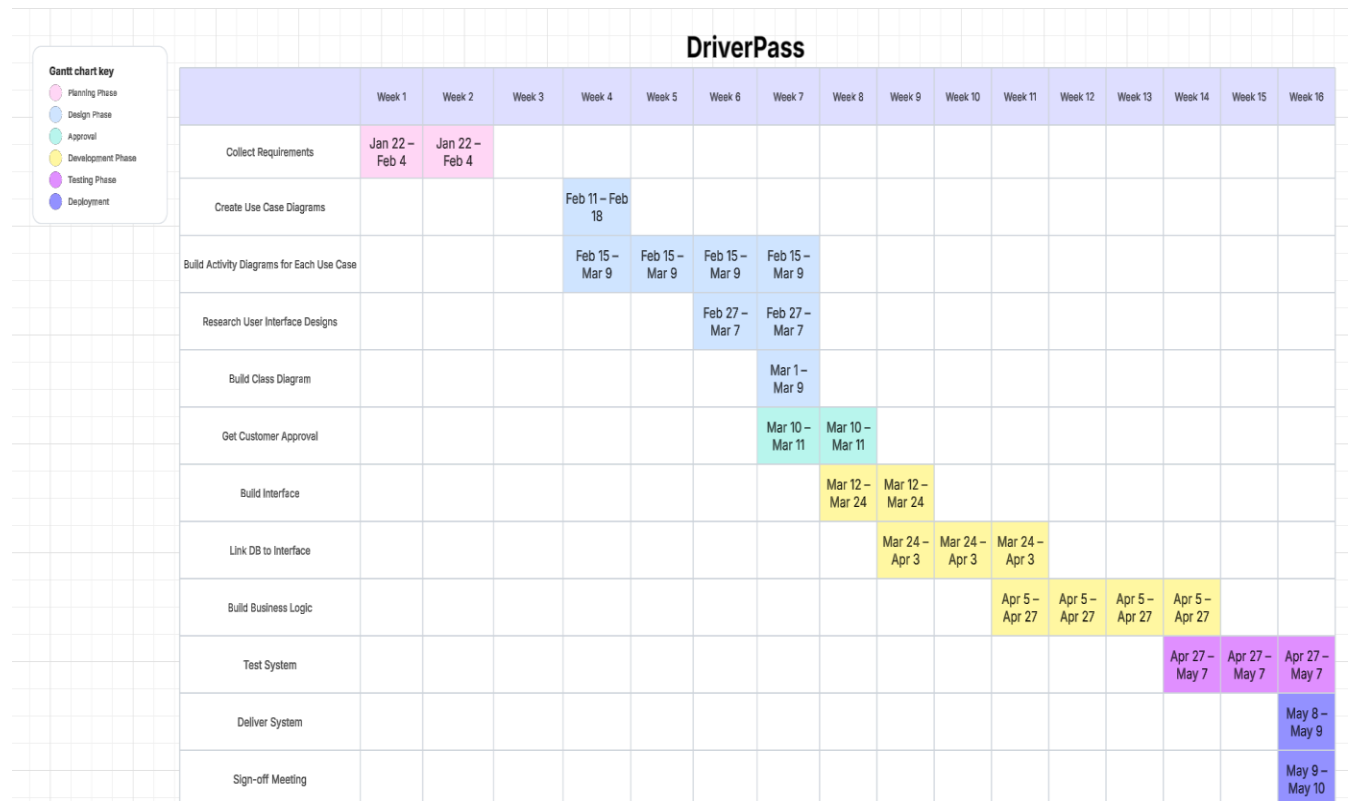 DriverPass
Gantt chart key
Planning Phase
Design Phase
Approval
Development Phase
Testing Phase
Deployment
Week 1 Week 2 Week 3 Week 4 Week 5 Week 6 Week 7 Week 8 Week 9 Week 10 Week 11 Week 12 Week 13 Week 14 Week 15 Week 16
Collect Requirements
Jan 22 –
Feb 4
Jan 22 –
Feb 4
Create Use Case Diagrams
Feb 11 – Feb
18
Build Activity Diagrams for Each Use Case
Feb 15 –
Mar 9
Feb 15 –
Mar 9
Feb 15 –
Mar 9
Feb 15 –
Mar 9
Research User Interface Designs
Feb 27 –
Mar 7
Feb 27 –
Mar 7
Build Class Diagram
Mar 1 –
Mar 9
Get Customer Approval
Mar 10 –
Mar 11
Mar 10 –
Mar 11
Build Interface
Mar 12 –
Mar 24
Mar 12 –
Mar 24
Link DB to Interface
Mar 24 –
Apr 3
Mar 24 –
Apr 3
Mar 24 –
Apr 3
Build Business Logic
Apr 5 –
Apr 27
Apr 5 –
Apr 27
Apr 5 –
Apr 27
Apr 5 –
Apr 27
Test System
Apr 27 –
May 7
Apr 27 –
May 7
Apr 27 –
May 7
Deliver System
May 8 –
May 9
Sign-off Meeting
May 9 –
May 10